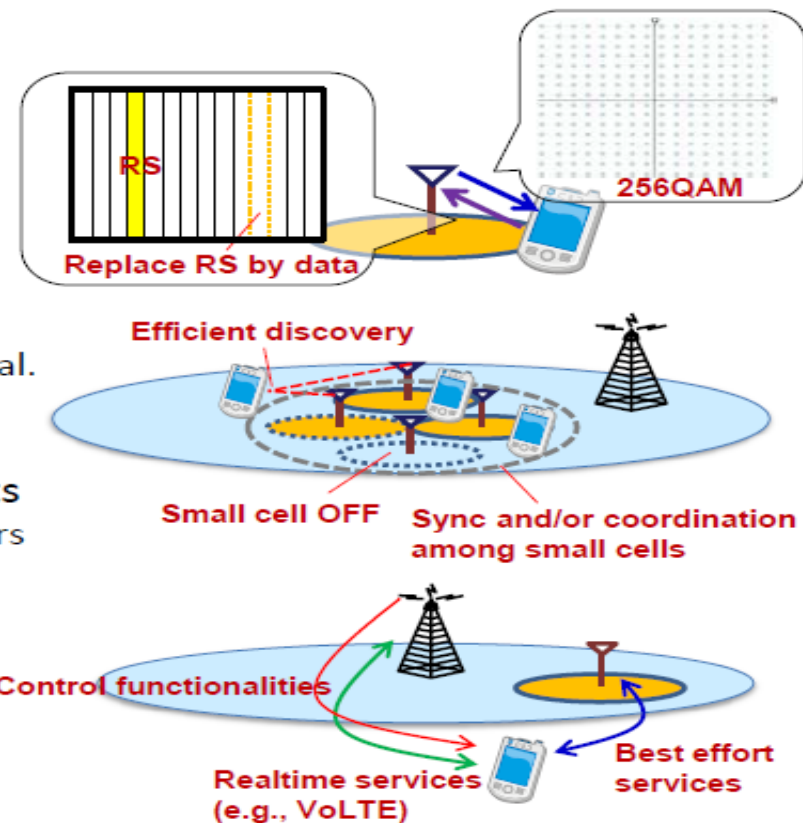 RS
256QAM
Replace RS by data
Efficient discovery
al.
Small cell OFF
Sync and/or coordination
among small cells
rs
Control functionalities
Realtime services
(e.g., VoLTE)
Best effort
services